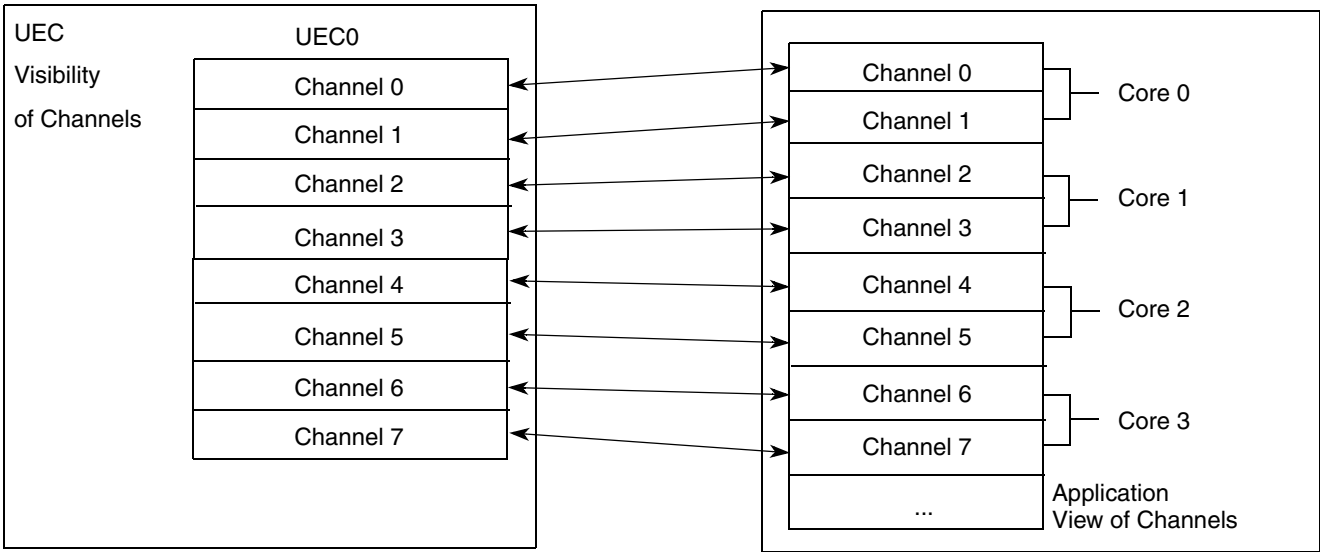 UEC
Visibility
of Channels
UEC0
Channel 0
Channel 1
Channel 2
Channel 3
Channel 4
Channel 5
Channel 6
Channel 7
Channel 0
Channel 1
Channel 2
Channel 3
Channel 4
Channel 5
Channel 6
Channel 7
...
Core 0
Core 1
Core 2
Core 3
Application
View of Channels